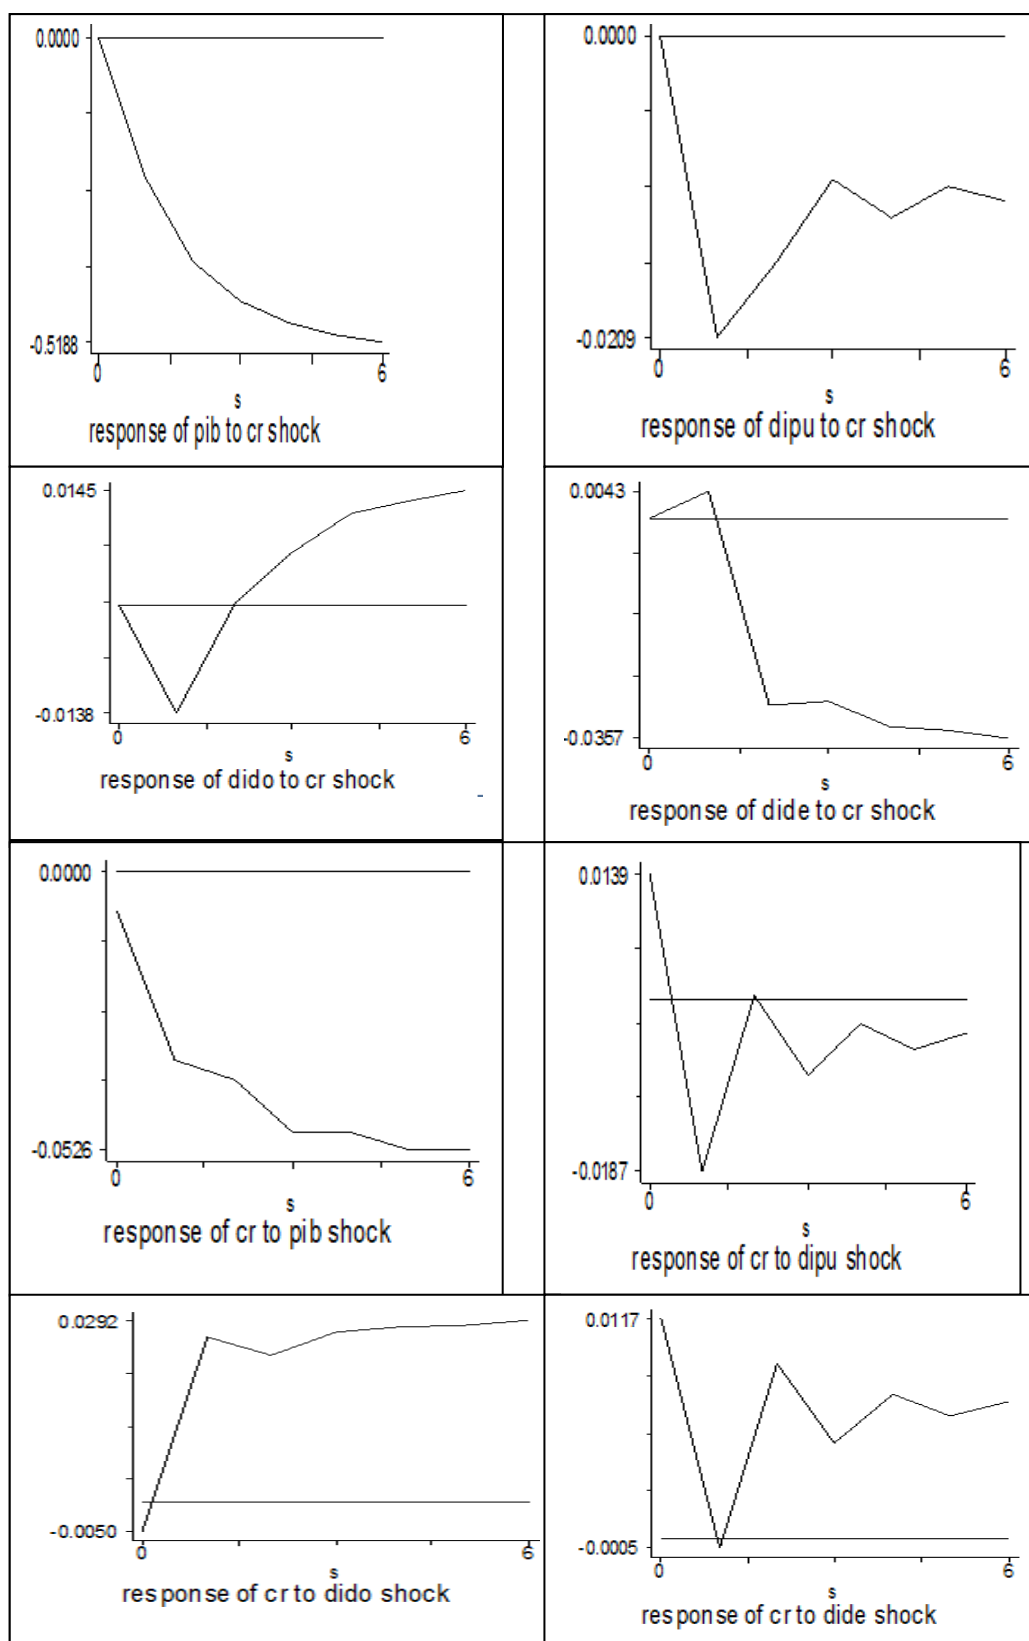 0.0000
-0.5188
0 6
s
response of pib to cr shock
0.0000
-0.0209
0 6
s
response of dipu to cr shock
0.0145
-0.0138
0 6
s
response of dido to cr shock
0.0043
-0.0357
0 6
s
response of dide to cr shock
0.0000
-0.0526
0 6
s
response of cr to pib shock
0.0139
-0.0187
0 6
s
response of cr to dipu shock
0.0292
-0.0050
0 6
s
response of cr to dido shock
0.0117
-0.0005
0 6
s
response of cr to dide shock